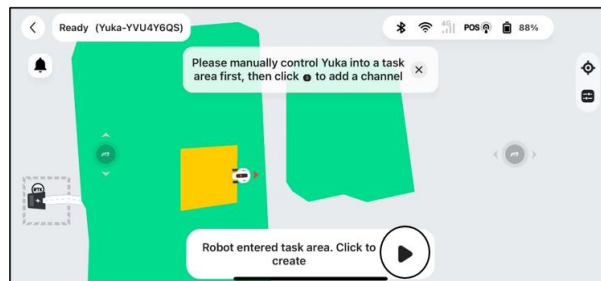 Ready (Yuka-YVU4Y6QS)
4G
POS
88%
Please manually control Yuka into a task
area first, then click to add a channel
RTK
Robot entered task area. Click to
create